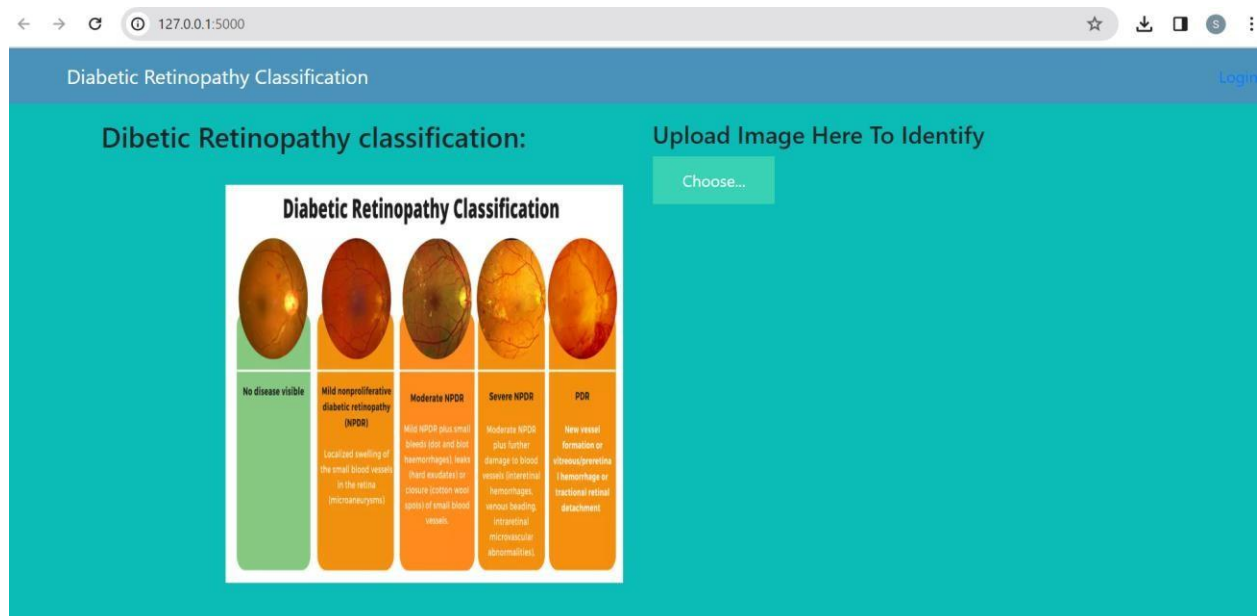 127.0.0.1:5000
S
Diabetic Retinopathy Classification
Login
Dibetic Retinopathy classification:
Upload Image Here To Identify
Choose...
Diabetic Retinopathy Classification
No disease visible
Mild nonproliferative
diabetic retinopathy
(NPDR)
Localized swelling of
the small blood vessels
in the retina
(microaneurysms)
Moderate NPDR
Mild NPDR plus small
bleeds (dot and blot
haemorrhages), leaks
(hard exudates) or
closure (cotton wool
spots) of small blood
vessels.
Severe NPDR
Moderate NPDR
plus further
damage to blood
vessels (interetinal
hemorrhages,
venous beading,
intraretinal
microvascular
abnormalities).
PDR
New vessel
formation or
vitreous/preretina
l hemorrhage or
tractional retinal
detachment